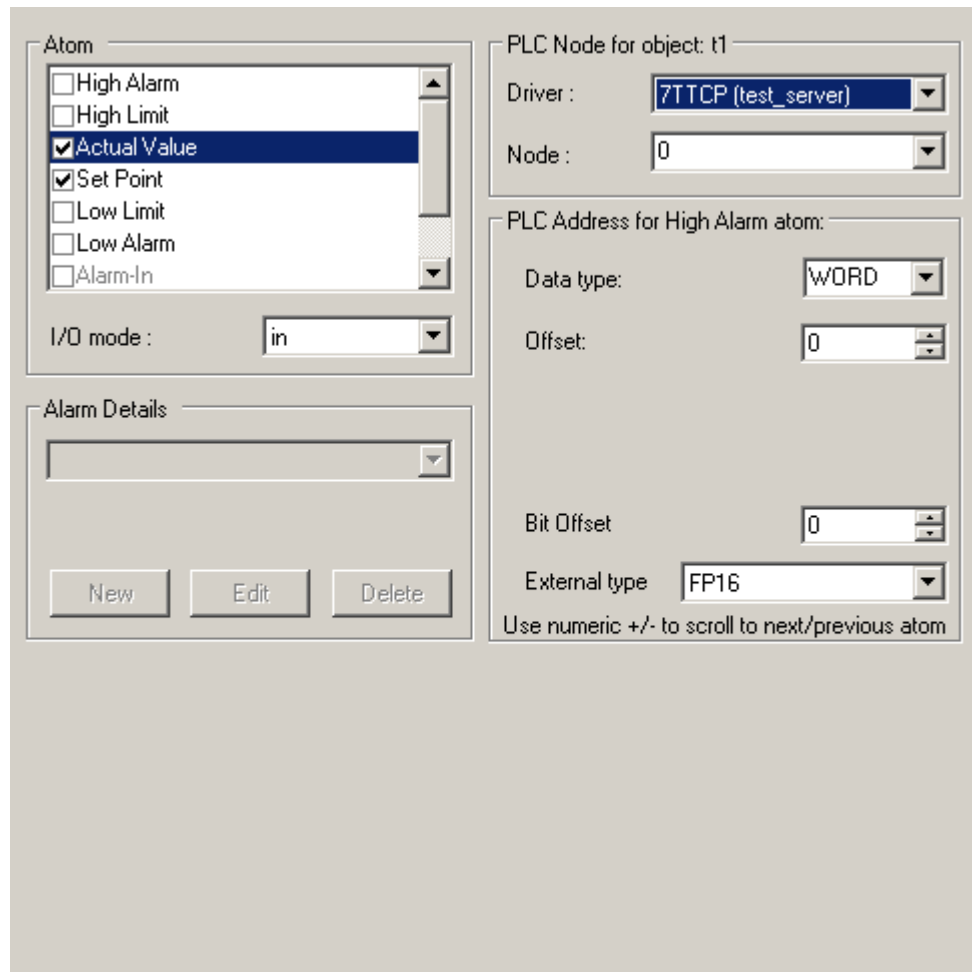 Atom
High Alarm
High Limit
Actual Value
Set Point
Low Limit
Low Alarm
Alarm-In
I/O mode :
in
Alarm Details
New
Edit
Delete
PLC Node for object: t1
Driver :
7TTCP (test_server)
Node :
0
PLC Address for High Alarm atom:
Data type:
WORD
Offset:
0
Bit Offset
0
External type
FP16
Use numeric +/- to scroll to next/previous atom